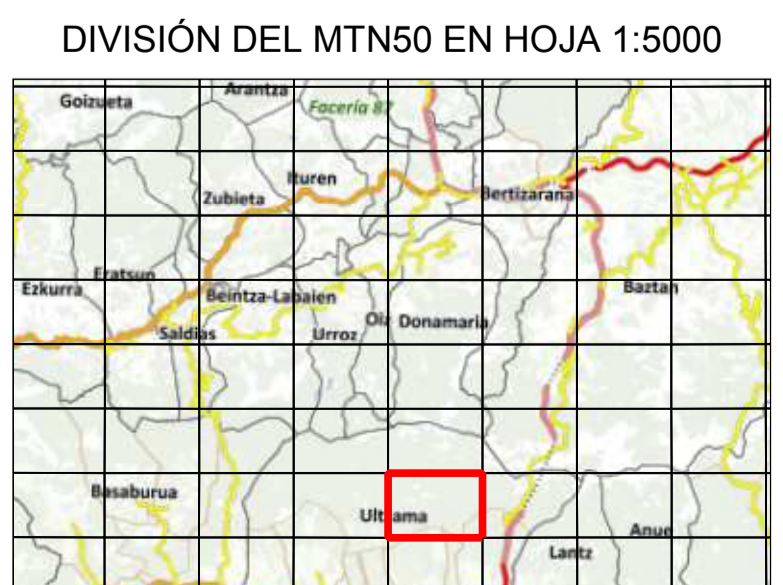 DIVISIÓN DEL MTN50 EN HOJA 1:5000
Arantza
Goizueta
Facería 87
Ituren
Zubieta
Bertizarana
Eratsun
Ezkurra
Baztan
Beintza-Labaien
Oiz
Donamaria
Saldias
Urroz
Basaburua
Ultzama
Anue
Lantz